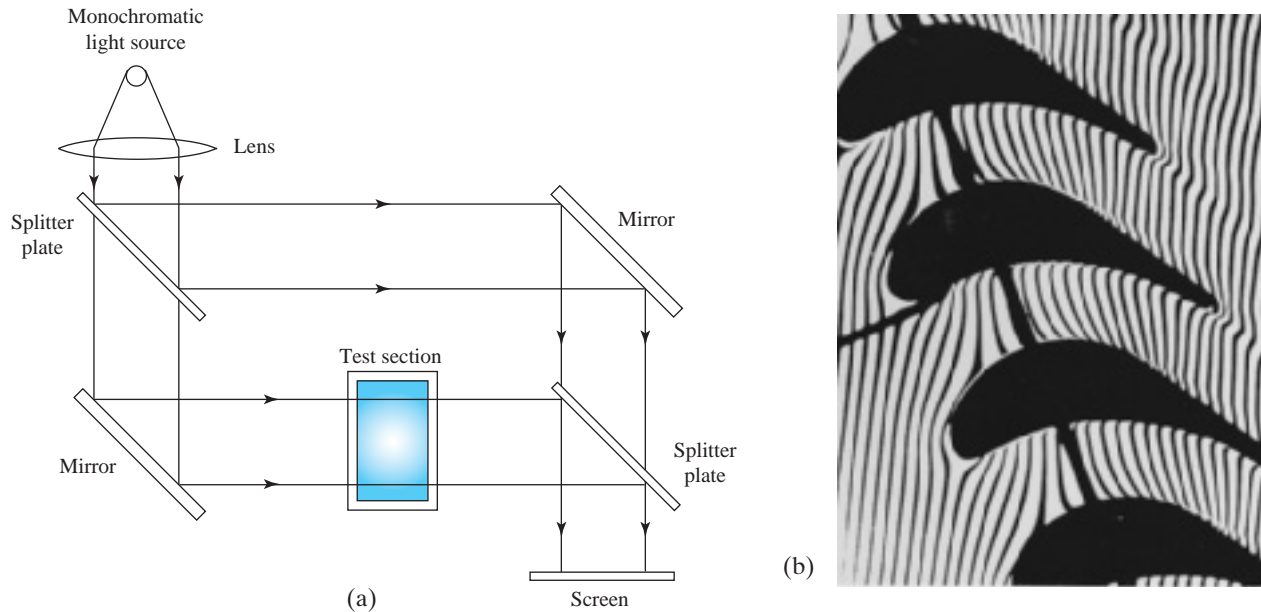 Monochromatic
light source
Lens
Splitter
plate
Mirror
Test section
Mirror
Splitter
plate
Screen
(a)
(b)